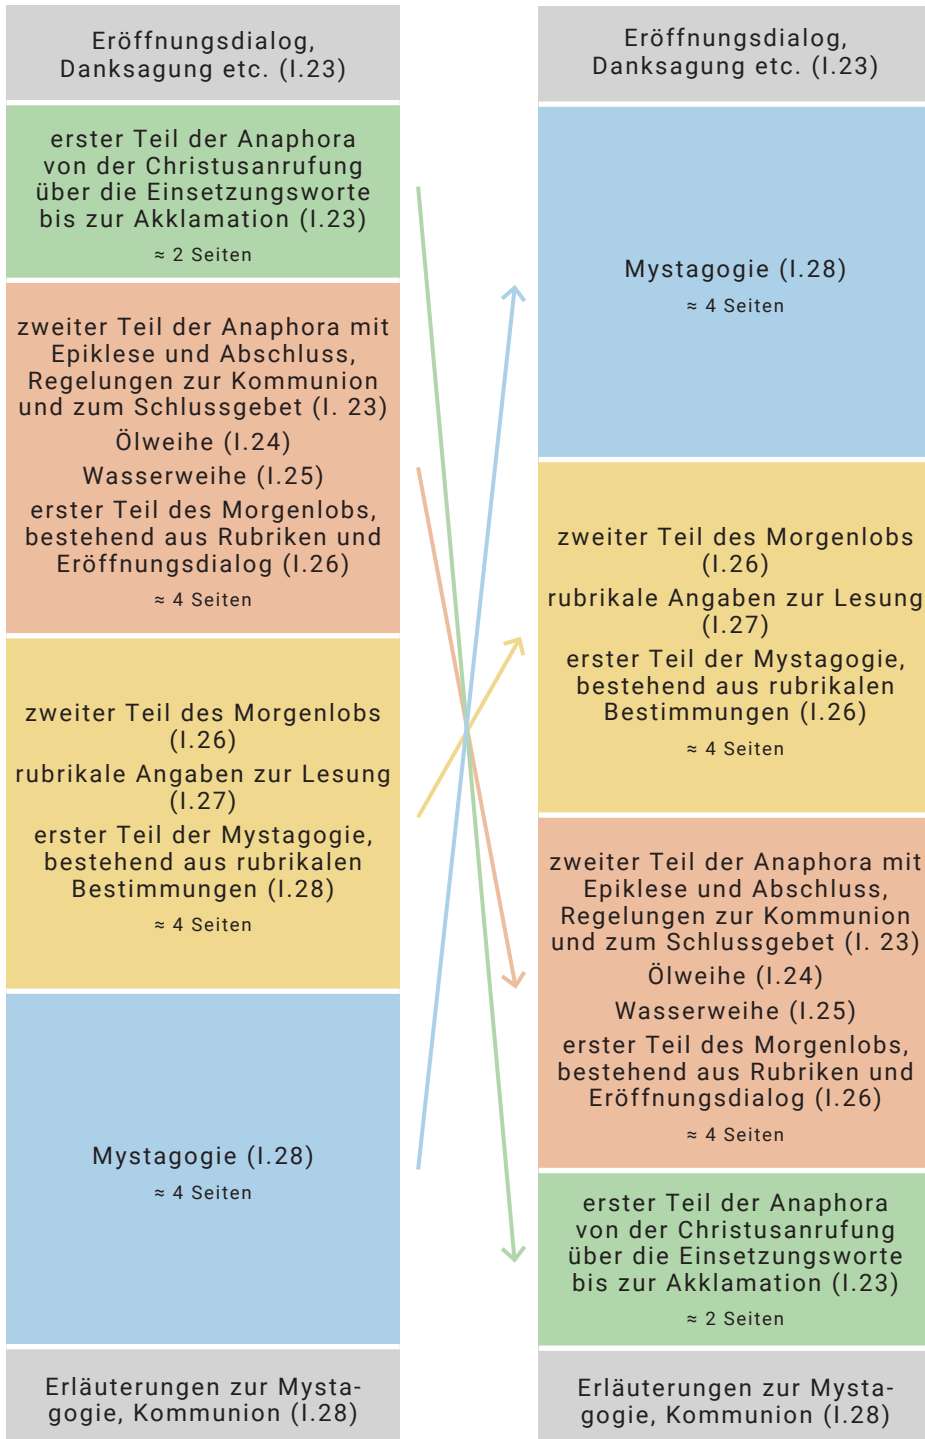 Eröffnungsdialog,
Danksagung etc. (I.23)
erster Teil der Anaphora
von der Christusanrufung
über die Einsetzungsworte
bis zur Akklamation (I.23)
≈ 2 Seiten
zweiter Teil der Anaphora mit
Epiklese und Abschluss,
Regelungen zur Kommunion
und zum Schlussgebet (I. 23)
Ölweihe (I.24)
Wasserweihe (I.25)
erster Teil des Morgenlobs,
bestehend aus Rubriken und
Eröffnungsdialog (I.26)
≈ 4 Seiten
zweiter Teil des Morgenlobs
(I.26)
rubrikale Angaben zur Lesung
(I.27)
erster Teil der Mystagogie,
bestehend aus rubrikalen
Bestimmungen (I.28)
≈ 4 Seiten
Mystagogie (I.28)
≈ 4 Seiten
Erläuterungen zur Mysta-
gogie, Kommunion (I.28)
Eröffnungsdialog,
Danksagung etc. (I.23)
Mystagogie (I.28)
≈ 4 Seiten
zweiter Teil des Morgenlobs
(I.26)
rubrikale Angaben zur Lesung
(I.27)
erster Teil der Mystagogie,
bestehend aus rubrikalen
Bestimmungen (I.26)
≈ 4 Seiten
zweiter Teil der Anaphora mit
Epiklese und Abschluss,
Regelungen zur Kommunion
und zum Schlussgebet (I. 23)
Ölweihe (I.24)
Wasserweihe (I.25)
erster Teil des Morgenlobs,
bestehend aus Rubriken und
Eröffnungsdialog (I.26)
≈ 4 Seiten
erster Teil der Anaphora
von der Christusanrufung
über die Einsetzungsworte
bis zur Akklamation (I.23)
≈ 2 Seiten
Erläuterungen zur Mysta-
gogie, Kommunion (I.28)